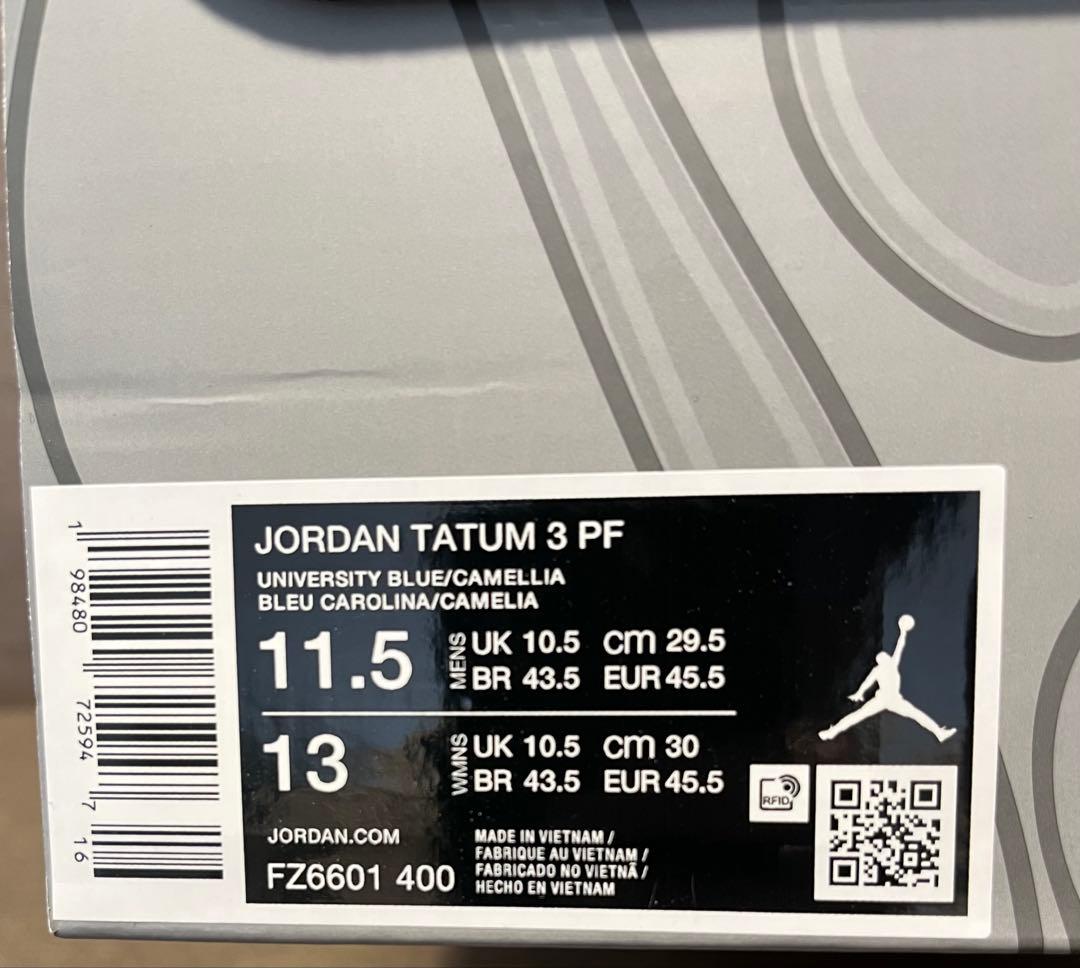 1 98480 72594 7 16
JORDAN TATUM 3 PF
UNIVERSITY BLUE/CAMELLIA
BLEU CAROLINA/CAMELIA
11.5 MENS UK 10.5 cm 29.5
BR 43.5 EUR 45.5
13 WMNS UK 10.5 cm 30
BR 43.5 EUR 45.5
RFID
JORDAN.COM
FZ6601 400
MADE IN VIETNAM /
FABRIQUE AU VIETNAM /
FABRICADO NO VIETNÃ /
HECHO EN VIETNAM